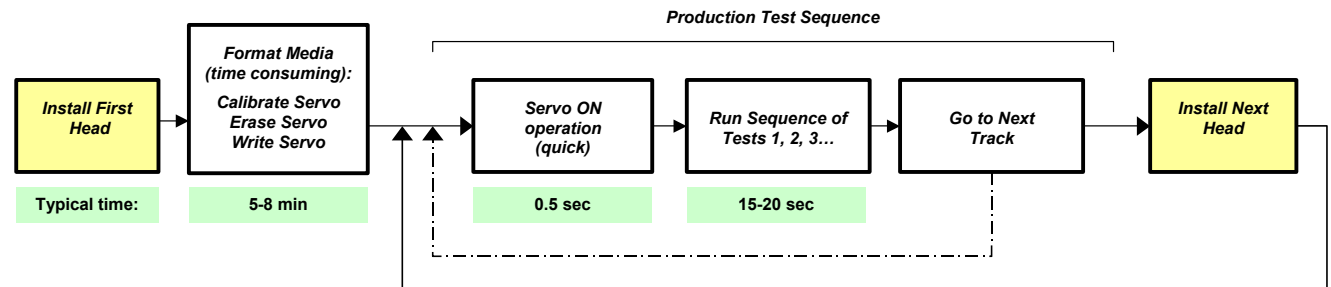 Production Test Sequence
Install First
Head
Format Media
(time consuming):
Calibrate Servo
Erase Servo
Write Servo
Servo ON
operation
(quick)
Run Sequence of
Tests 1, 2, 3...
Go to Next
Track
Install Next
Head
Typical time:
5-8 min
0.5 sec
15-20 sec